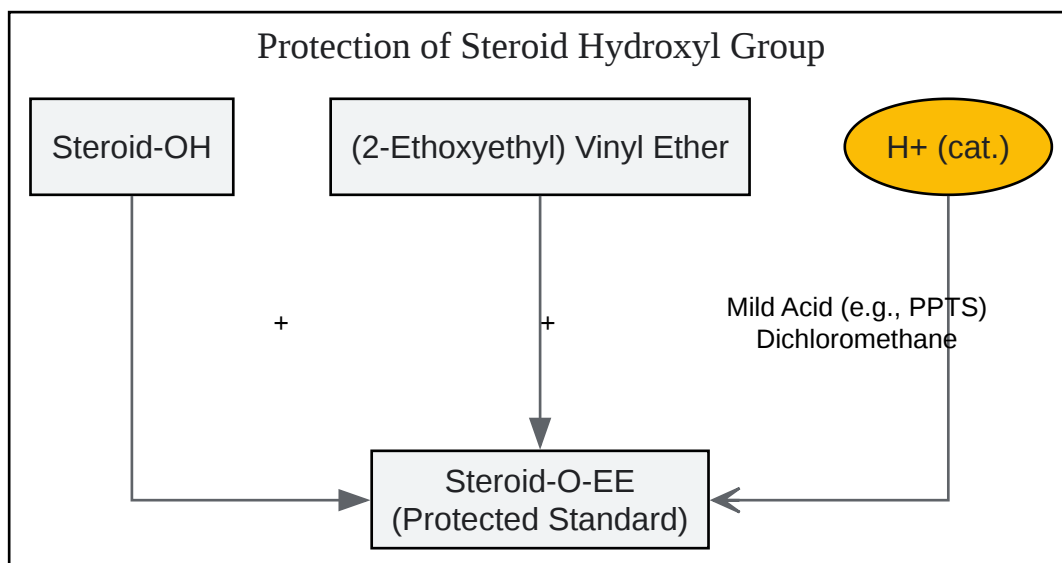 Protection of Steroid Hydroxyl Group
Steroid-OH
(2-Ethoxyethyl) Vinyl Ether
H+ (cat.)
+
+
Mild Acid (e.g., PPTS)
Dichloromethane
Steroid-O-EE
(Protected Standard)